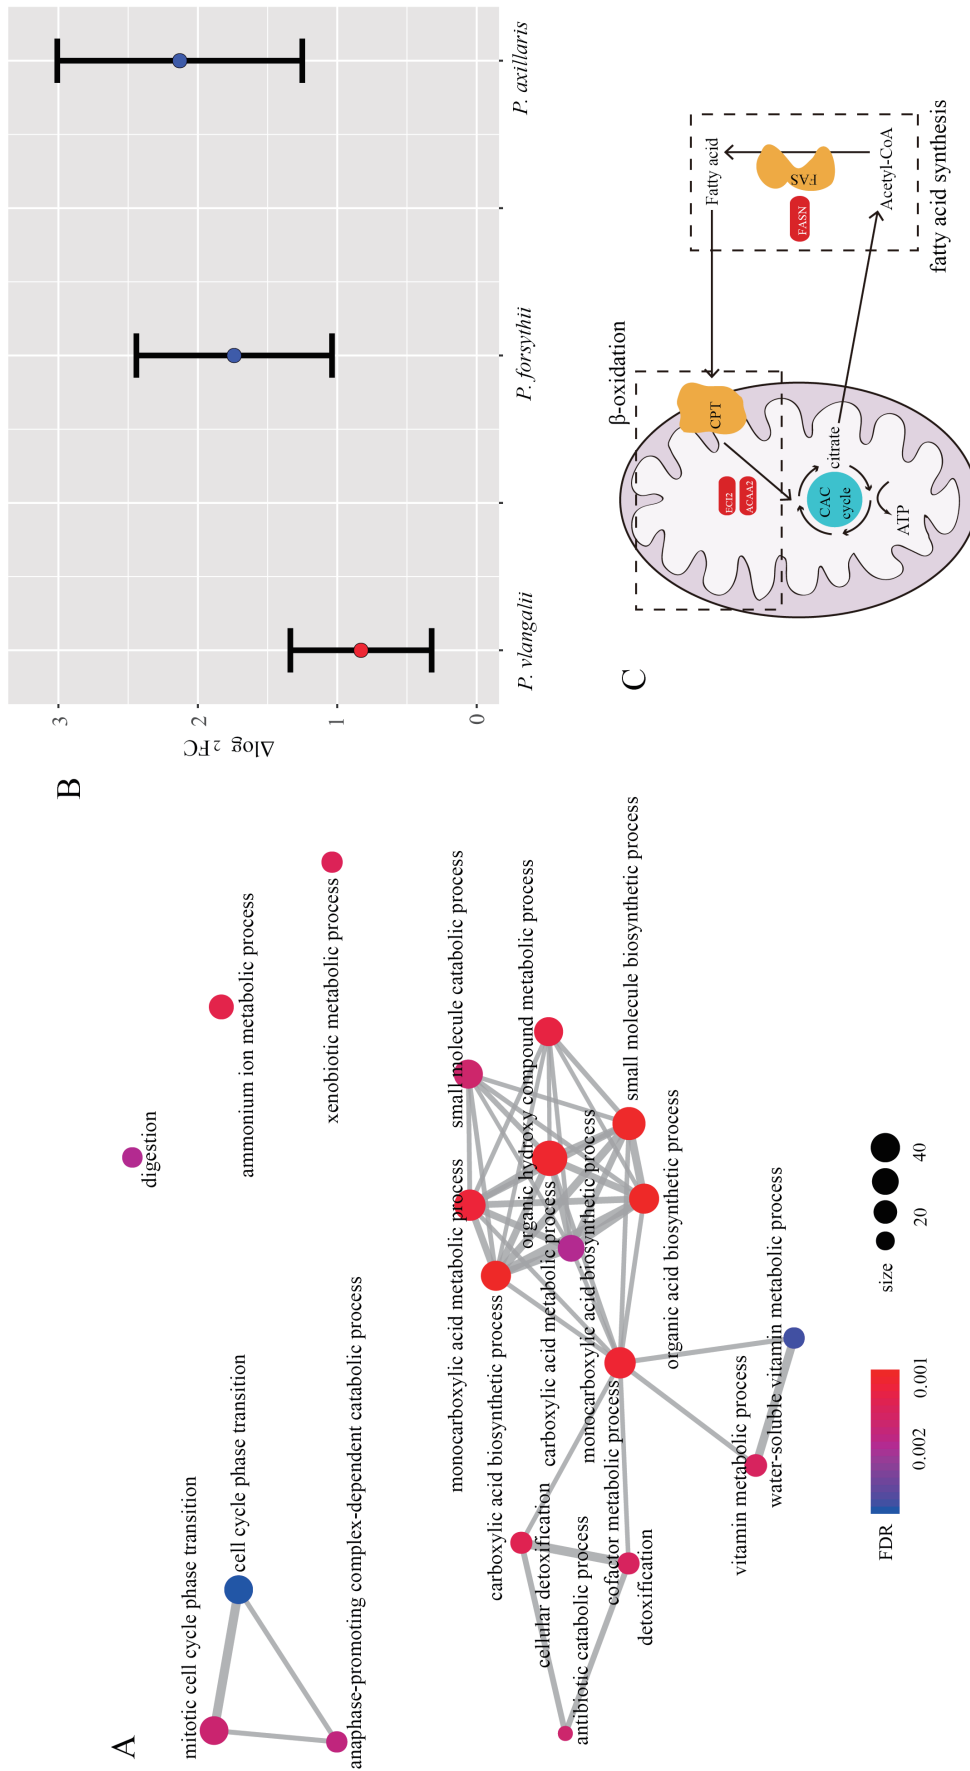 A
mitotic cell cycle phase transition
cell cycle phase transition
anaphase-promoting complex-dependent catabolic process
digestion
ammonium ion metabolic process
xenobiotic metabolic process
small molecule catabolic process
monocarboxylic acid metabolic process
organic hydroxy compound metabolic process
carboxylic acid biosynthetic process
carboxylic acid metabolic process
monocarboxylic acid biosynthetic process
small molecule biosynthetic process
organic acid biosynthetic process
cellular detoxification
antibiotic catabolic process
cofactor metabolic process
detoxification
vitamin metabolic process
water-soluble vitamin metabolic process
FDR
0.002
0.001
size
20
40
B
Δlog 2 FC
3
2
1
0
P. vlangalii
P. forsythii
P. axillaris
C
β-oxidation
CPT
ECI2
ACAA2
CAC
cycle
citrate
ATP
Fatty acid
FAS
FASN
Acetyl-CoA
fatty acid synthesis